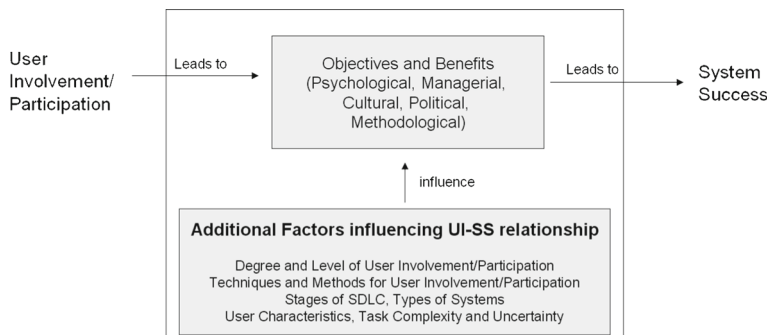 User
Involvement/
Participation
Leads to
Objectives and Benefits
(Psychological, Managerial,
Cultural, Political,
Methodological)
Leads to
System
Success
influence
Additional Factors influencing UI-SS relationship
Degree and Level of User Involvement/Participation
Techniques and Methods for User Involvement/Participation
Stages of SDLC, Types of Systems
User Characteristics, Task Complexity and Uncertainty